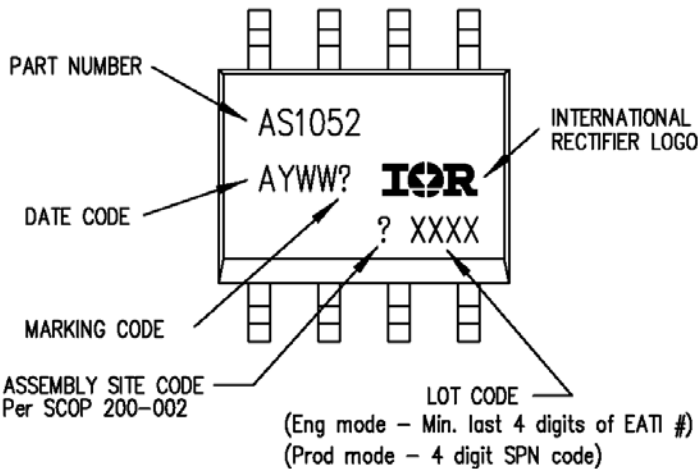 PART NUMBER
AS1052
INTERNATIONAL
RECTIFIER LOGO
AYWW? IOR
DATE CODE
? XXXX
MARKING CODE
ASSEMBLY SITE CODE
Per SCOP 200-002
LOT CODE
(Eng mode - Min. last 4 digits of EATI #)
(Prod mode - 4 digit SPN code)